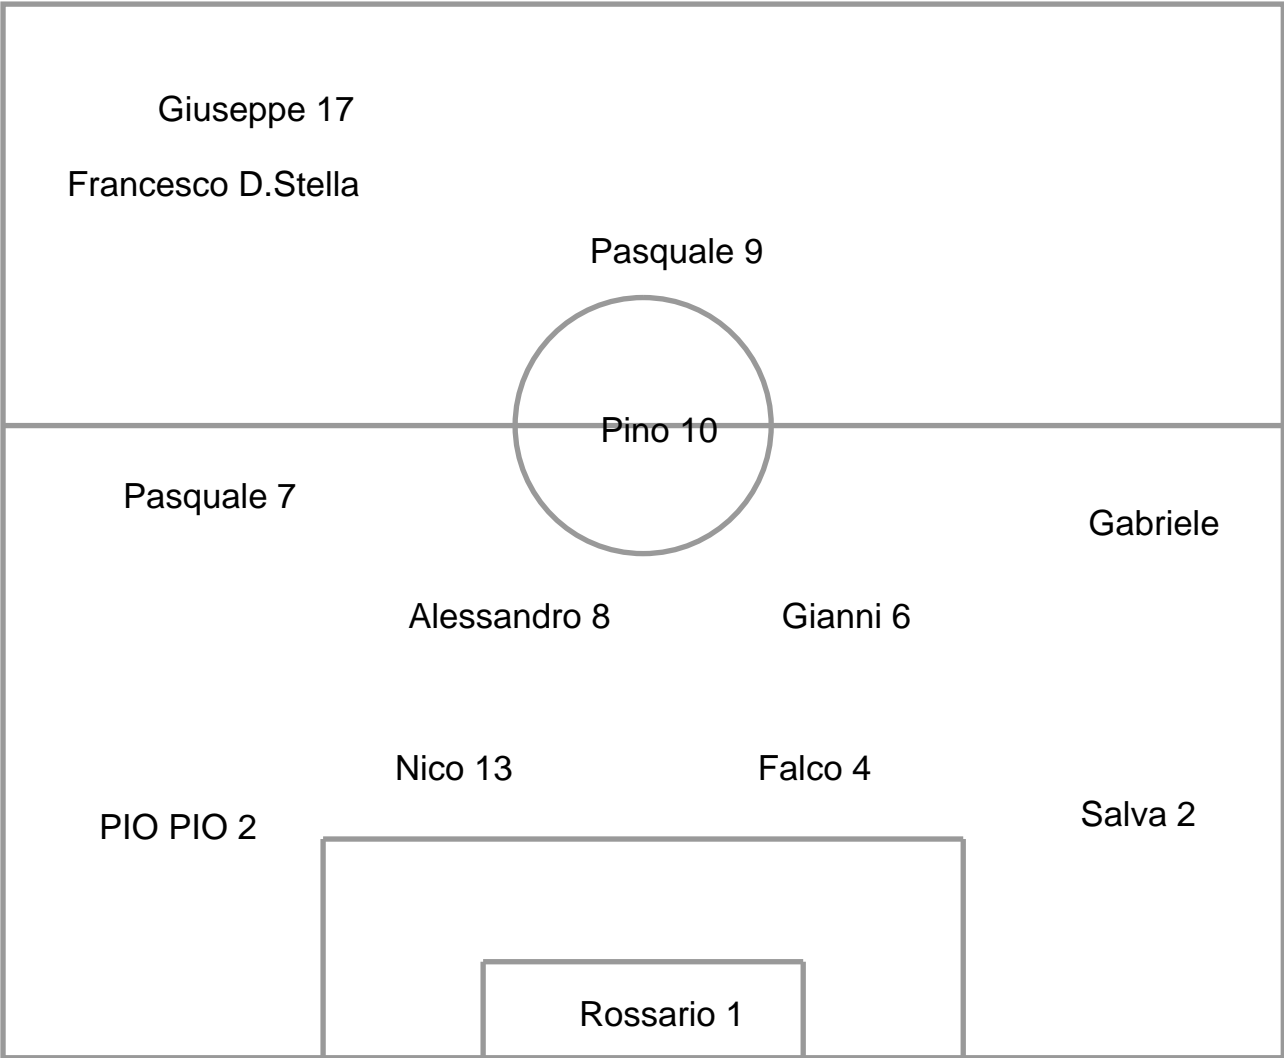 Giuseppe 17
Francesco D.Stella
Pasquale 9
Pino 10
Pasquale 7
Gabriele
Alessandro 8
Gianni 6
Nico 13
Falco 4
PIO PIO 2
Salva 2
Rossario 1